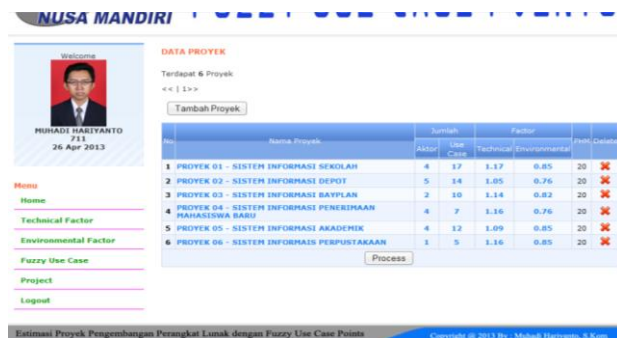 NUSA MANDIRI
Welcome
MUHADI HARIYANTO
711
26 Apr 2013
Menu
Home
Technical Factor
Environmental Factor
Fuzzy Use Case
Project
Logout
DATA PROYEK
Terdapat 6 Proyek
<< | 1>>
Tambah Proyek
No Nama Proyek Jumlah Factor PHM Delete
Aktor Use Case Technical Environmental
1 PROYEK 01 - SISTEM INFORMASI SEKOLAH 4 17 1.17 0.85 20
2 PROYEK 02 - SISTEM INFORMASI DEPOT 5 14 1.05 0.76 20
3 PROYEK 03 - SISTEM INFORMASI BAYPLAN 2 10 1.14 0.82 20
4 PROYEK 04 - SISTEM INFORMASI PENERIMAAN MAHASISWA BARU 4 7 1.16 0.76 20
5 PROYEK 05 - SISTEM INFORMASI AKADEMIK 4 12 1.09 0.85 20
6 PROYEK 06 - SISTEM INFORMAIS PERPUSTAKAAN 1 5 1.16 0.85 20
Process
Estimasi Proyek Pengembangan Perangkat Lunak dengan Fuzzy Use Case Points
Copyright @ 2013 By : Muhadi Hariyanto, S.Kom